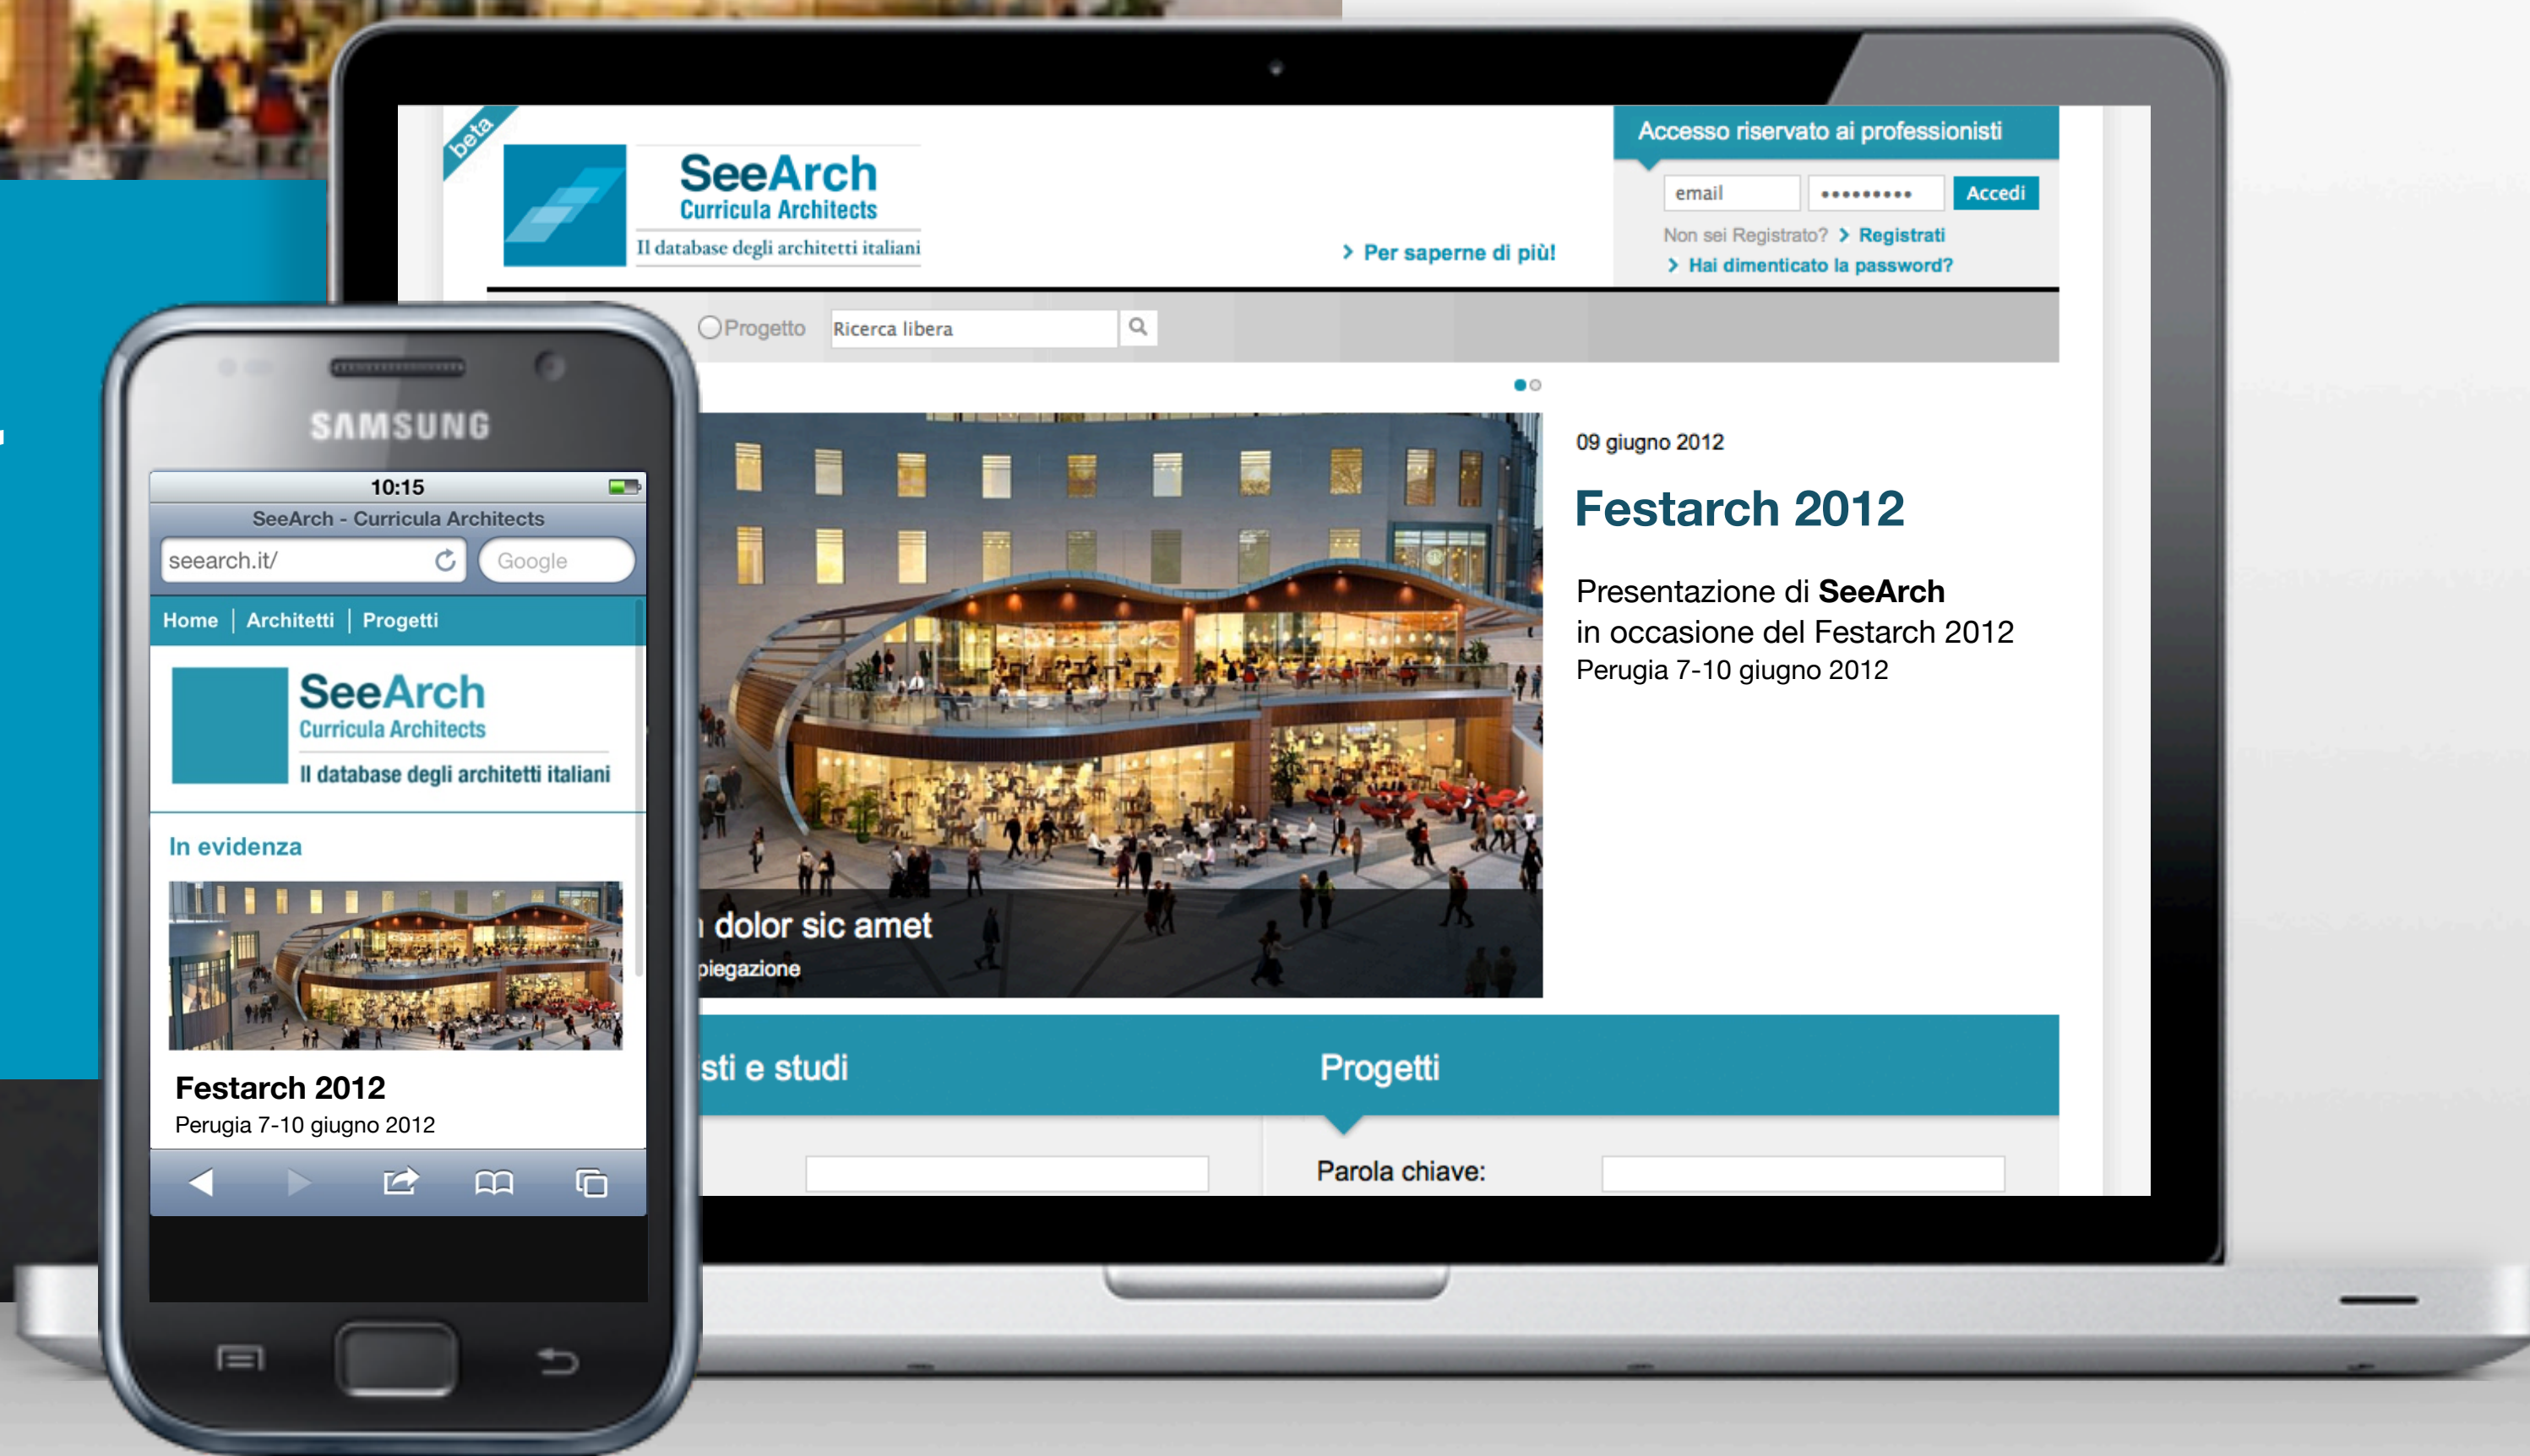 beta
SeeArch
Curricula Architects
Il database degli architetti italiani
Per saperne di più!
Accesso riservato ai professionisti
email
Accedi
Non sei Registrato? Registrati
Hai dimenticato la password?
Progetto
Ricerca libera
09 giugno 2012
Festarch 2012
Presentazione di SeeArch
in occasione del Festarch 2012
Perugia 7-10 giugno 2012
dolor sic amet
piegazione
sti e studi
Progetti
Parola chiave:
SAMSUNG
10:15
SeeArch - Curricula Architects
seearch.it/
Google
Home | Architetti | Progetti
SeeArch
Curricula Architects
Il database degli architetti italiani
In evidenza
Festarch 2012
Perugia 7-10 giugno 2012